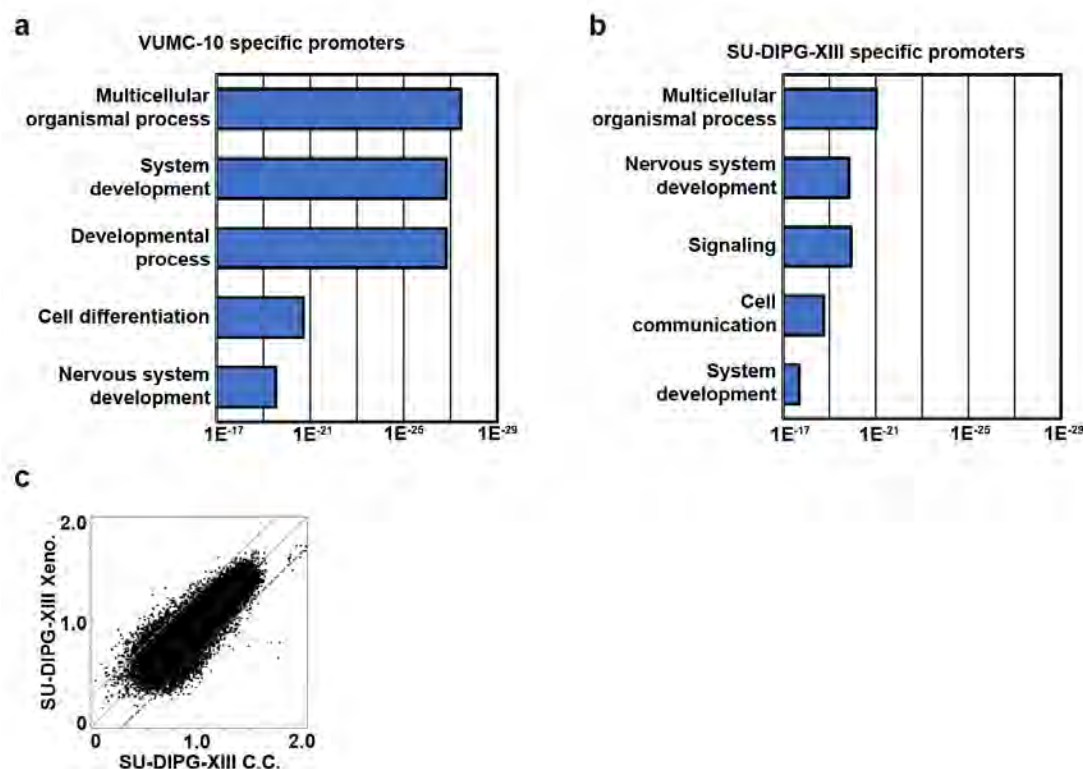 a
VUMC-10 specific promoters
Multicellular
organismal process
System
development
Developmental
process
Cell differentiation
Nervous system
development
1E-17 1E-21 1E-25 1E-29
b
SU-DIPG-XIII specific promoters
Multicellular
organismal process
Nervous system
development
Signaling
Cell
communication
System
development
1E-17 1E-21 1E-25 1E-29
c
2.0
1.0
0
SU-DIPG-XIII Xeno.
0 1.0 2.0
SU-DIPG-XIII C.C.